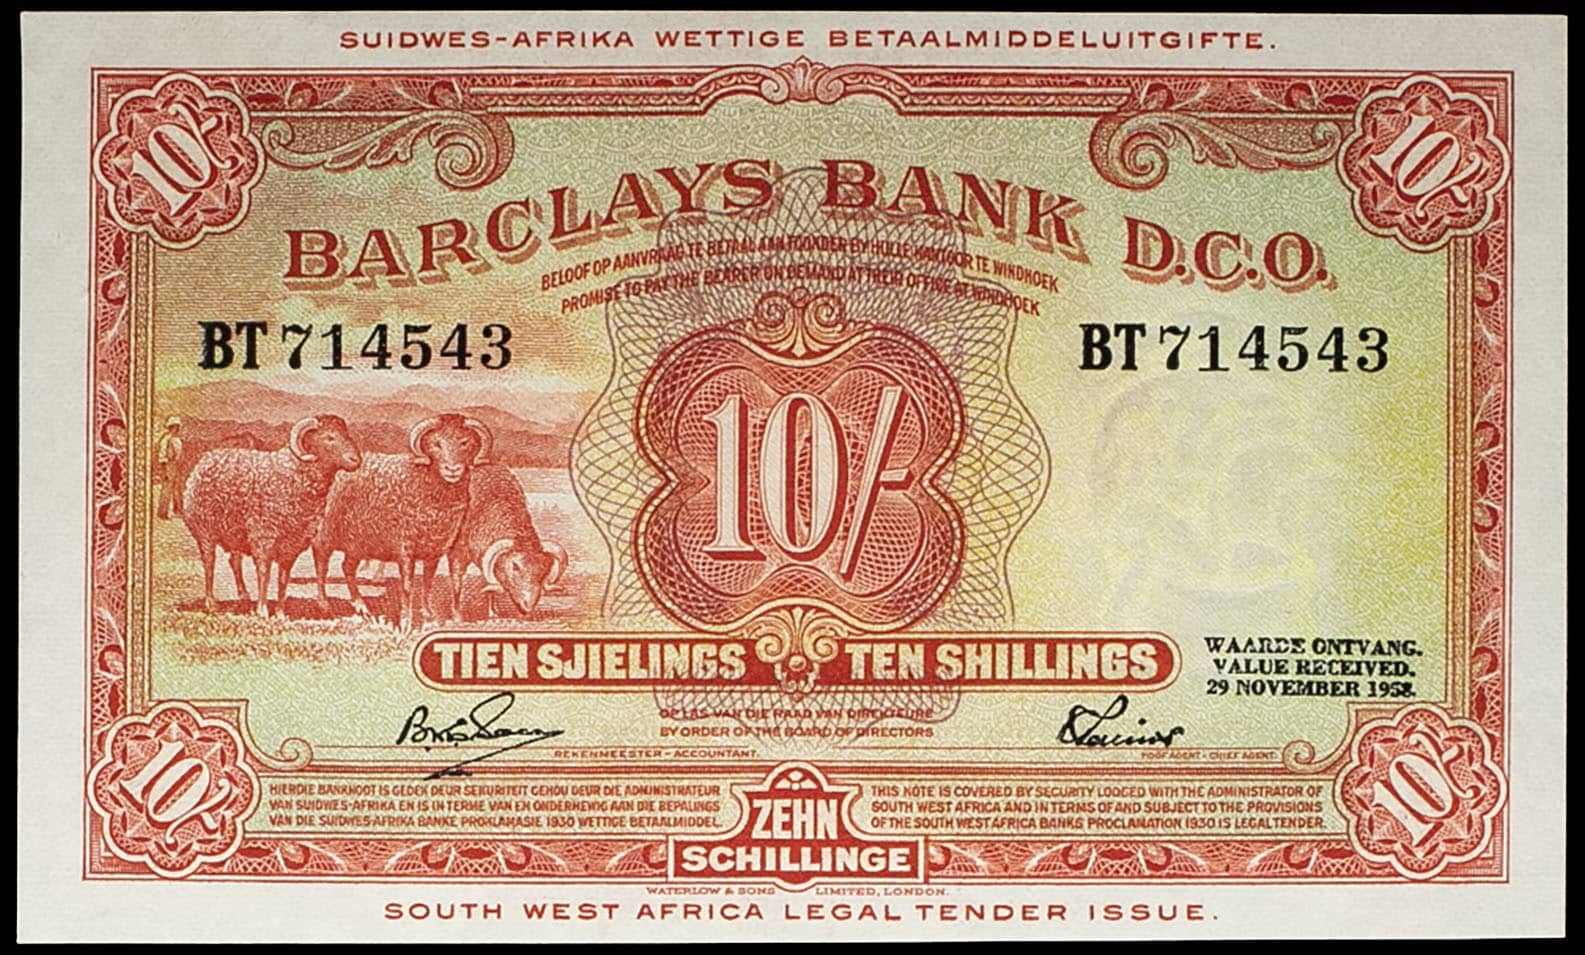 SUIDWES-AFRIKA WETTIGE BETAALMIDDELUITGIFTE.
10/-
10/-
BARCLAYS BANK D.C.O.
BELOOF OP AANVRAAG TE BETAAL AAN TOONDER BY HULLE KANTOOR TE WINDHOEK
PROMISE TO PAY THE BEARER ON DEMAND AT THEIR OFFICE AT WINDHOEK
BT 714543
BT 714543
10/-
TIEN SJIELINGS
TEN SHILLINGS
WAARDE ONTVANG.
VALUE RECEIVED.
29 NOVEMBER 1958.
OP LAS VAN DIE RAAD VAN DIREKTEURE
BY ORDER OF THE BOARD OF DIRECTORS
REKENMEESTER - ACCOUNTANT.
HOOFAGENT - CHIEF AGENT.
10/-
10/-
HIERDIE BANKNOOT IS GEDEK DEUR SEKURITEIT GEHOU DEUR DIE ADMINISTRATEUR
VAN SUIDWES-AFRIKA EN IS IN TERME VAN EN ONDERHEWIG AAN DIE BEPALINGS
VAN DIE SUIDWES-AFRIKA BANKE PROKLAMASIE 1930 WETTIGE BETAALMIDDEL.
ZEHN
SCHILLINGE
THIS NOTE IS COVERED BY SECURITY LODGED WITH THE ADMINISTRATOR OF
SOUTH WEST AFRICA AND IN TERMS OF AND SUBJECT TO THE PROVISIONS
OF THE SOUTH WEST AFRICA BANKS PROCLAMATION 1930 IS LEGAL TENDER.
WATERLOW & SONS LIMITED, LONDON.
SOUTH WEST AFRICA LEGAL TENDER ISSUE.